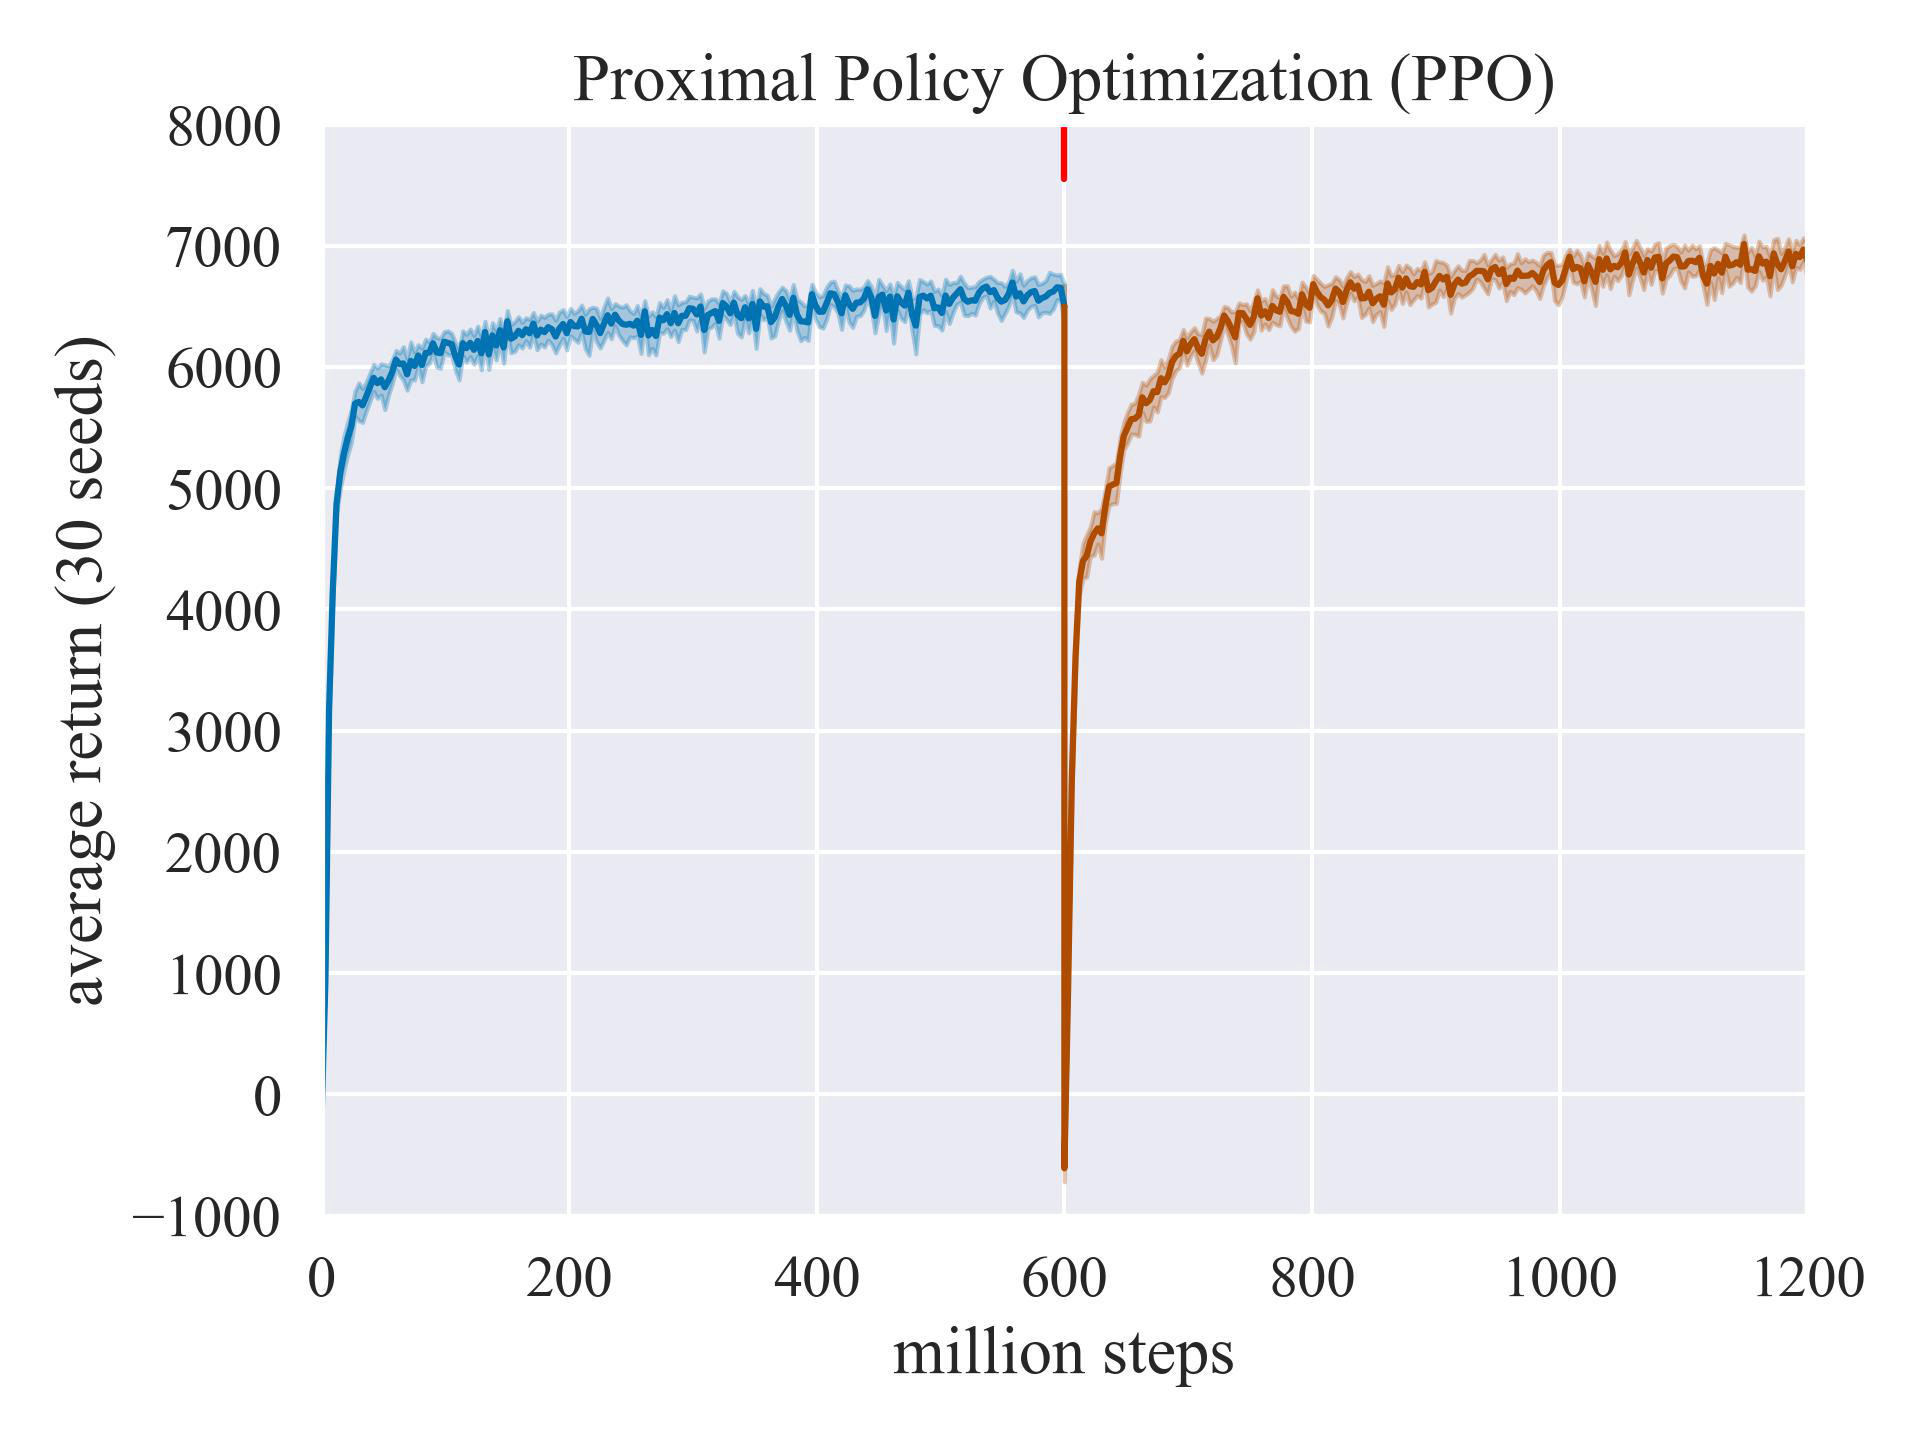 Proximal Policy Optimization (PPO)
8000
7000
6000
5000
4000
3000
2000
1000
0
−1000
average return (30 seeds)
0 200 400 600 800 1000 1200
million steps